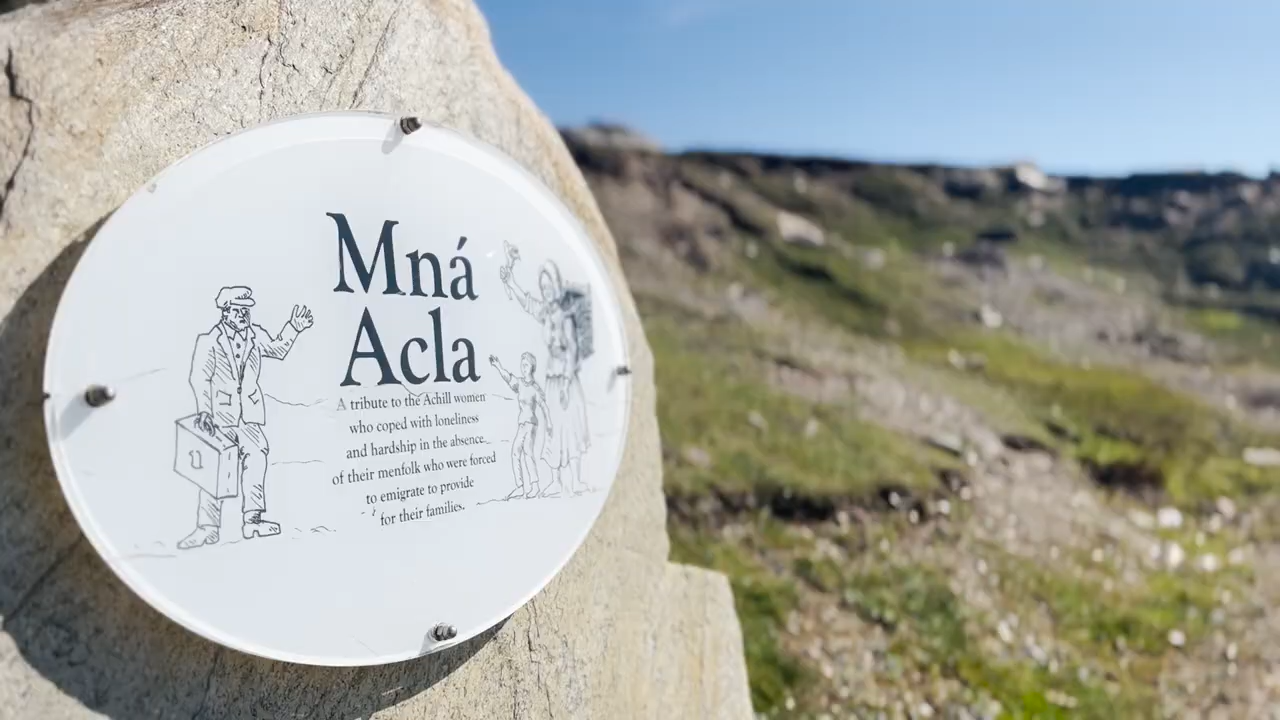 Mná
Acla
A tribute to the Achill women
who coped with loneliness
and hardship in the absence
of their menfolk who were forced
to emigrate to provide
for their families.